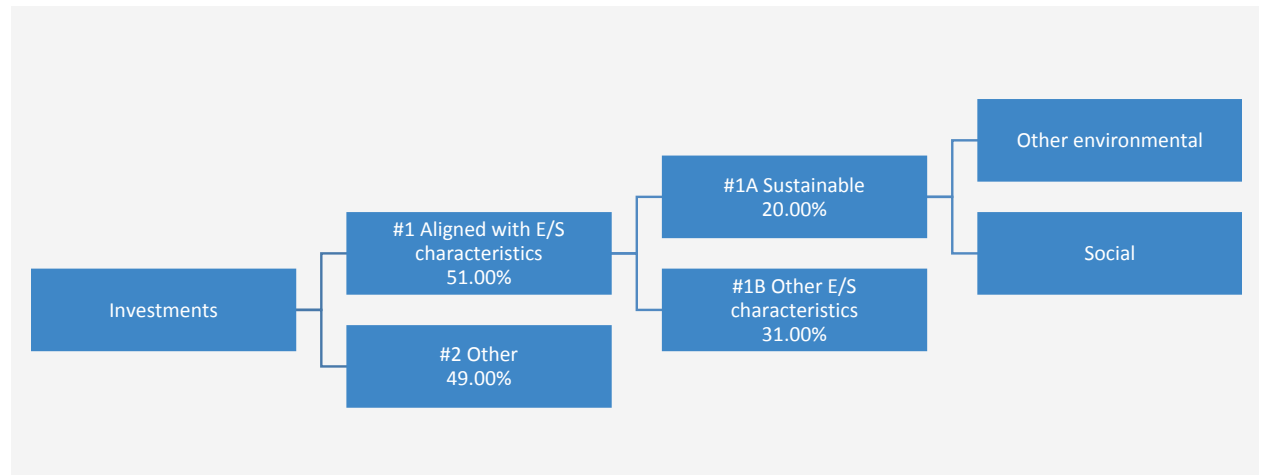 Investments
#1 Aligned with E/S
characteristics
51.00%
#2 Other
49.00%
#1A Sustainable
20.00%
#1B Other E/S
characteristics
31.00%
Other environmental
Social